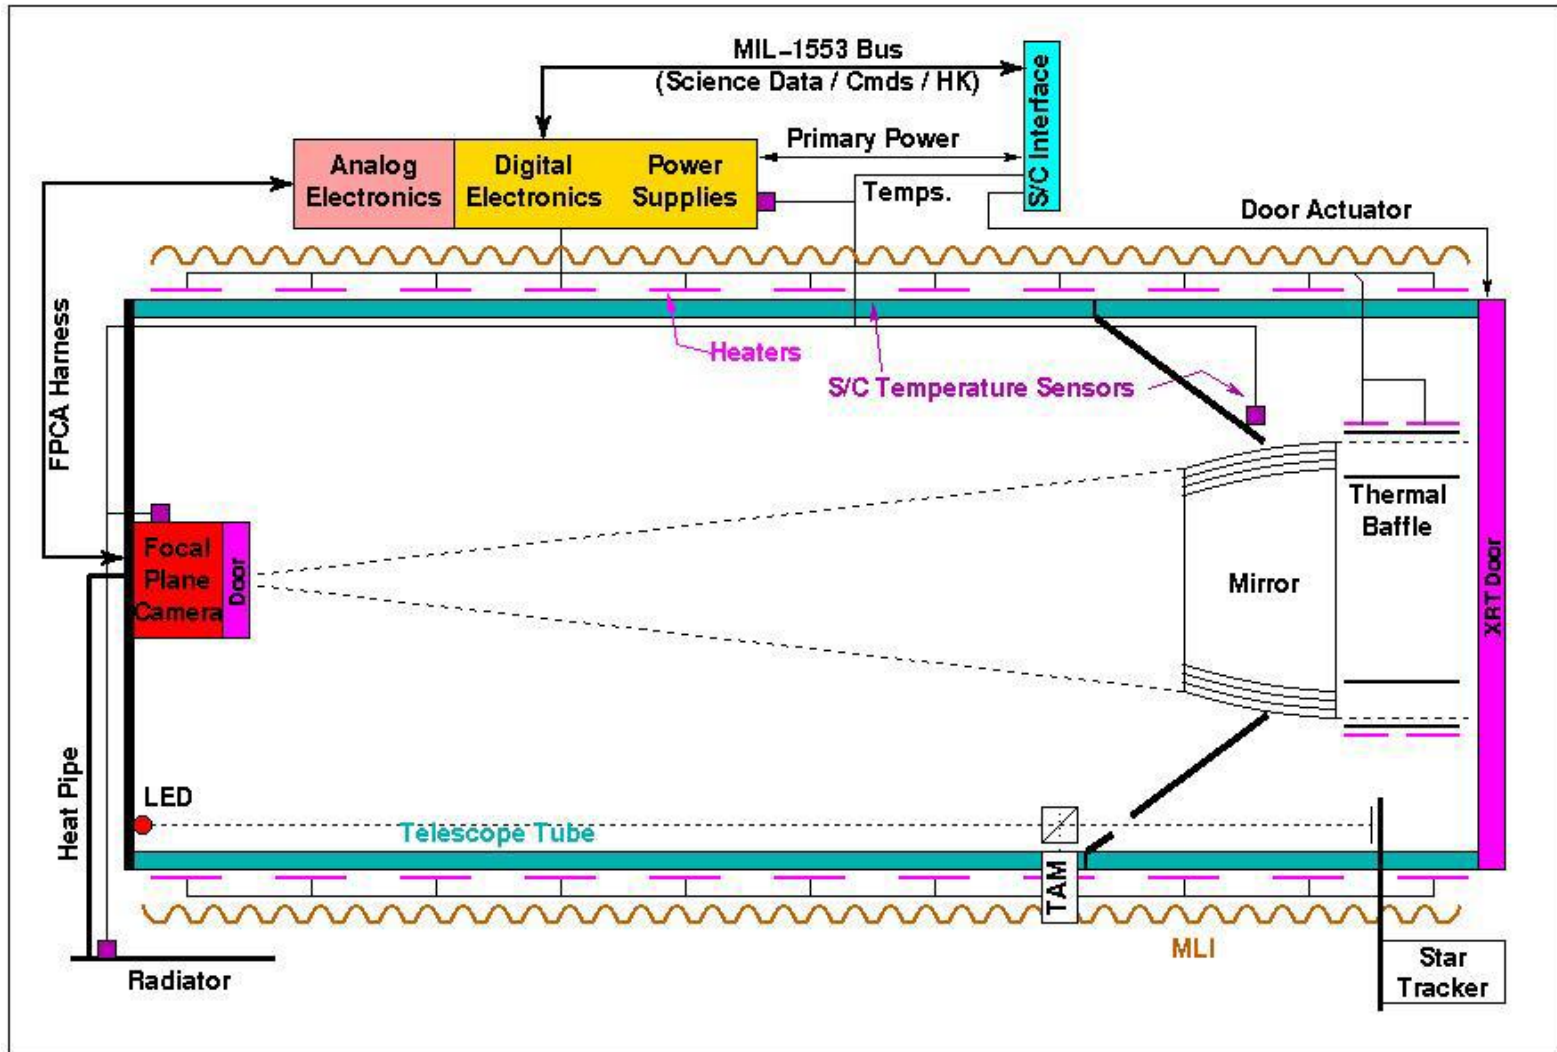 MIL-1553 Bus
(Science Data / Cmds / HK)
S/C Interface
Primary Power
Analog
Electronics
Digital
Electronics
Power
Supplies
Temps.
Door Actuator
FPCA Harness
Heaters
S/C Temperature Sensors
Thermal
Baffle
Focal
Plane
Camera
Door
Mirror
XRT Door
Heat Pipe
LED
Telescope Tube
TAM
MLI
Radiator
Star
Tracker